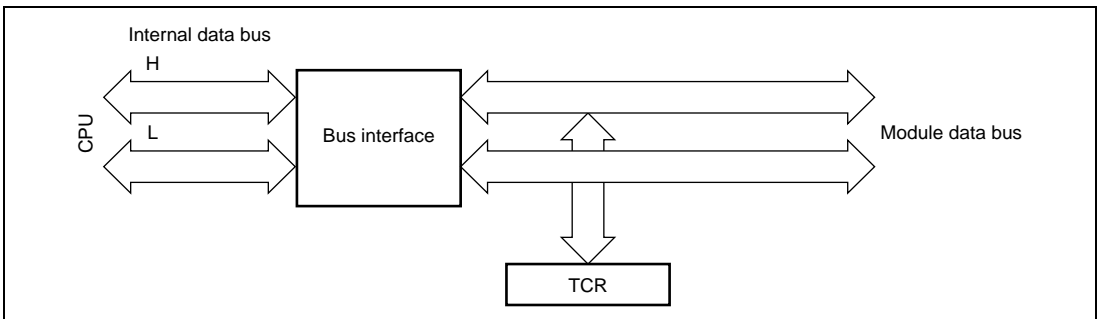 Internal data bus
H
L
CPU
Bus interface
Module data bus
TCR